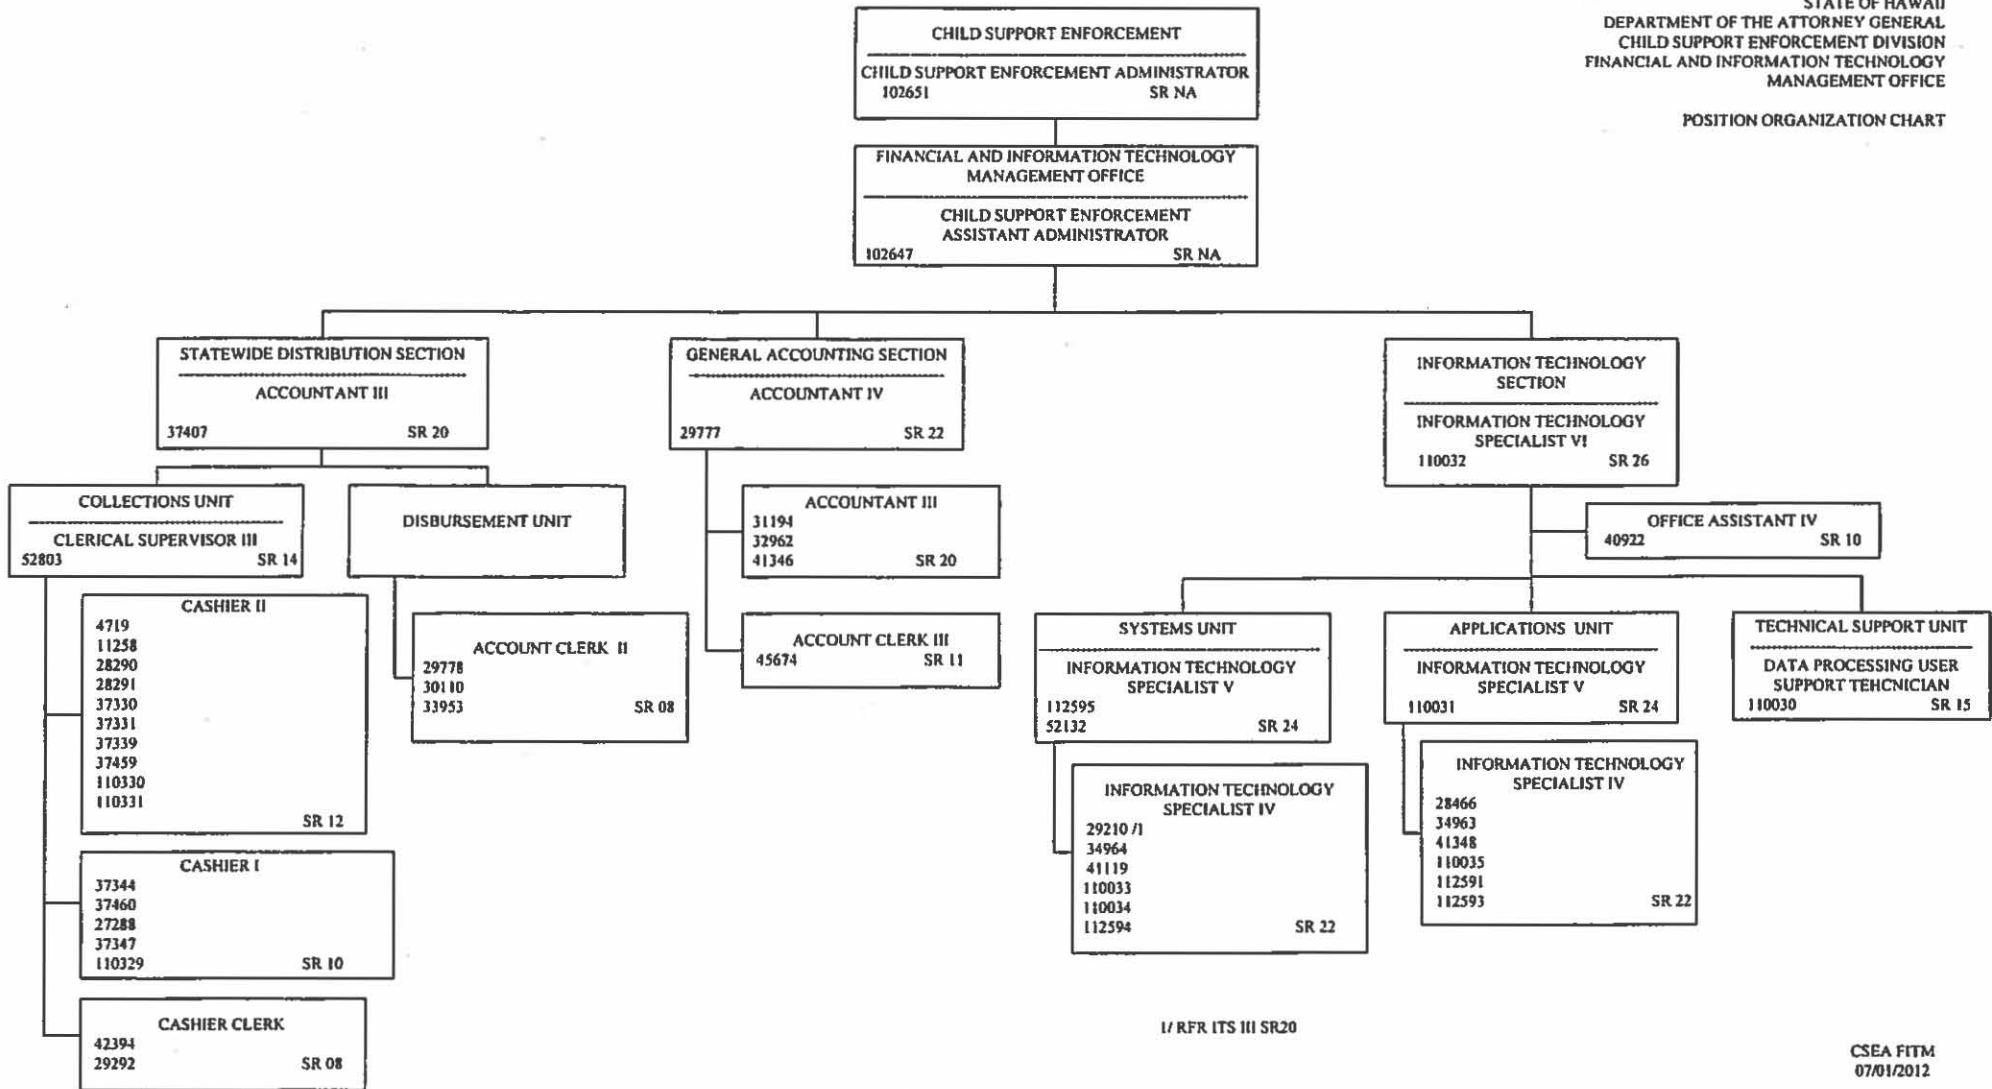 STATE OF HAWAII
DEPARTMENT OF THE ATTORNEY GENERAL
CHILD SUPPORT ENFORCEMENT DIVISION
FINANCIAL AND INFORMATION TECHNOLOGY
MANAGEMENT OFFICE
POSITION ORGANIZATION CHART
CHILD SUPPORT ENFORCEMENT
CHILD SUPPORT ENFORCEMENT ADMINISTRATOR
102651 SR NA
FINANCIAL AND INFORMATION TECHNOLOGY
MANAGEMENT OFFICE
CHILD SUPPORT ENFORCEMENT
ASSISTANT ADMINISTRATOR
102647 SR NA
STATEWIDE DISTRIBUTION SECTION
ACCOUNTANT III
37407 SR 20
COLLECTIONS UNIT
CLERICAL SUPERVISOR III
52803 SR 14
CASHIER II
4719
11258
28290
28291
37330
37331
37339
37459
110330
110331
SR 12
CASHIER I
37344
37460
27288
37347
110329 SR 10
CASHIER CLERK
42394
29292 SR 08
DISBURSEMENT UNIT
ACCOUNT CLERK II
29778
30110
33953 SR 08
GENERAL ACCOUNTING SECTION
ACCOUNTANT IV
29777 SR 22
ACCOUNTANT III
31194
32962
41346 SR 20
ACCOUNT CLERK III
45674 SR 11
INFORMATION TECHNOLOGY
SECTION
INFORMATION TECHNOLOGY
SPECIALIST VI
110032 SR 26
OFFICE ASSISTANT IV
40922 SR 10
SYSTEMS UNIT
INFORMATION TECHNOLOGY
SPECIALIST V
112595
52132 SR 24
INFORMATION TECHNOLOGY
SPECIALIST IV
29210 /1
34964
41119
110033
110034
112594 SR 22
APPLICATIONS UNIT
INFORMATION TECHNOLOGY
SPECIALIST V
110031 SR 24
INFORMATION TECHNOLOGY
SPECIALIST IV
28466
34963
41348
110035
112591
112593 SR 22
TECHNICAL SUPPORT UNIT
DATA PROCESSING USER
SUPPORT TEHCNICIAN
110030 SR 15
1/ RFR ITS III SR20
CSEA FITM
07/01/2012